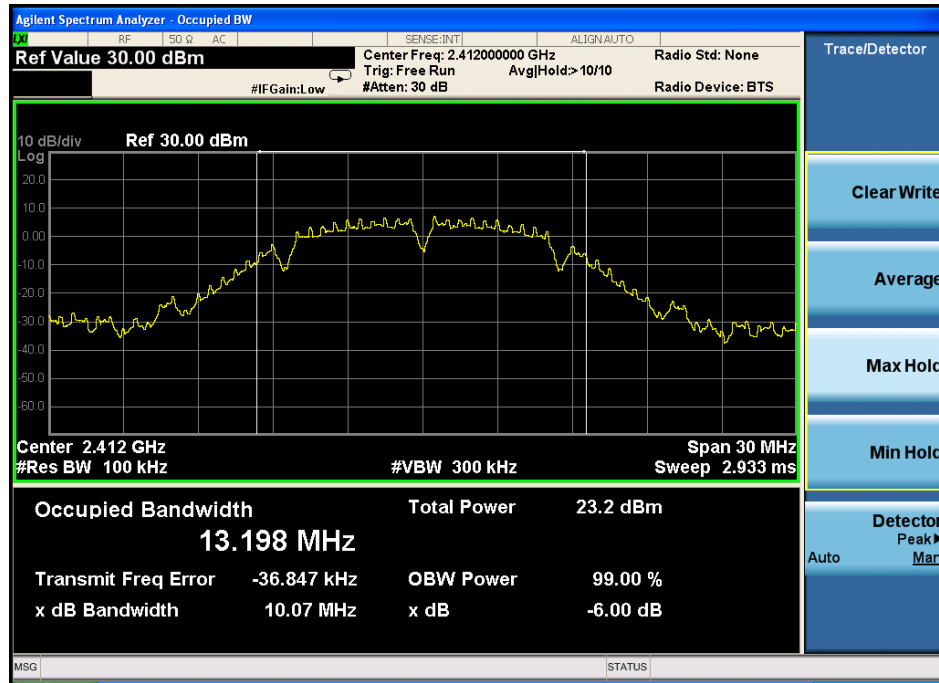 Agilent Spectrum Analyzer - Occupied BW
LXI RF 50 Ω AC SENSE:INT ALIGN AUTO
Ref Value 30.00 dBm
Center Freq: 2.412000000 GHz
Radio Std: None
Trig: Free Run Avg|Hold:> 10/10
#IFGain:Low #Atten: 30 dB Radio Device: BTS
10 dB/div Ref 30.00 dBm
Log
20.0
10.0
0.00
-10.0
-20.0
-30.0
-40.0
-50.0
-60.0
Center 2.412 GHz Span 30 MHz
#Res BW 100 kHz #VBW 300 kHz Sweep 2.933 ms
Occupied Bandwidth Total Power 23.2 dBm
13.198 MHz
Transmit Freq Error -36.847 kHz OBW Power 99.00 %
x dB Bandwidth 10.07 MHz x dB -6.00 dB
MSG STATUS
Trace/Detector
Clear Write
Average
Max Hold
Min Hold
Detector
Peak▶
Auto Man